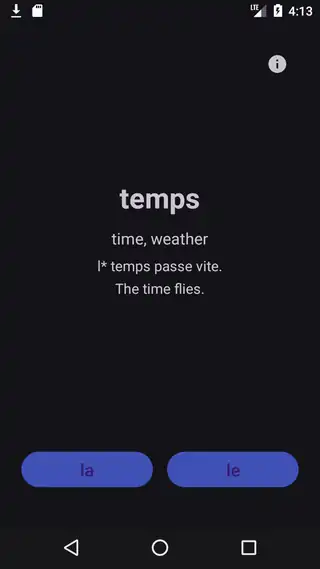 LTE 4:13
temps
time, weather
l* temps passe vite.
The time flies.
la le